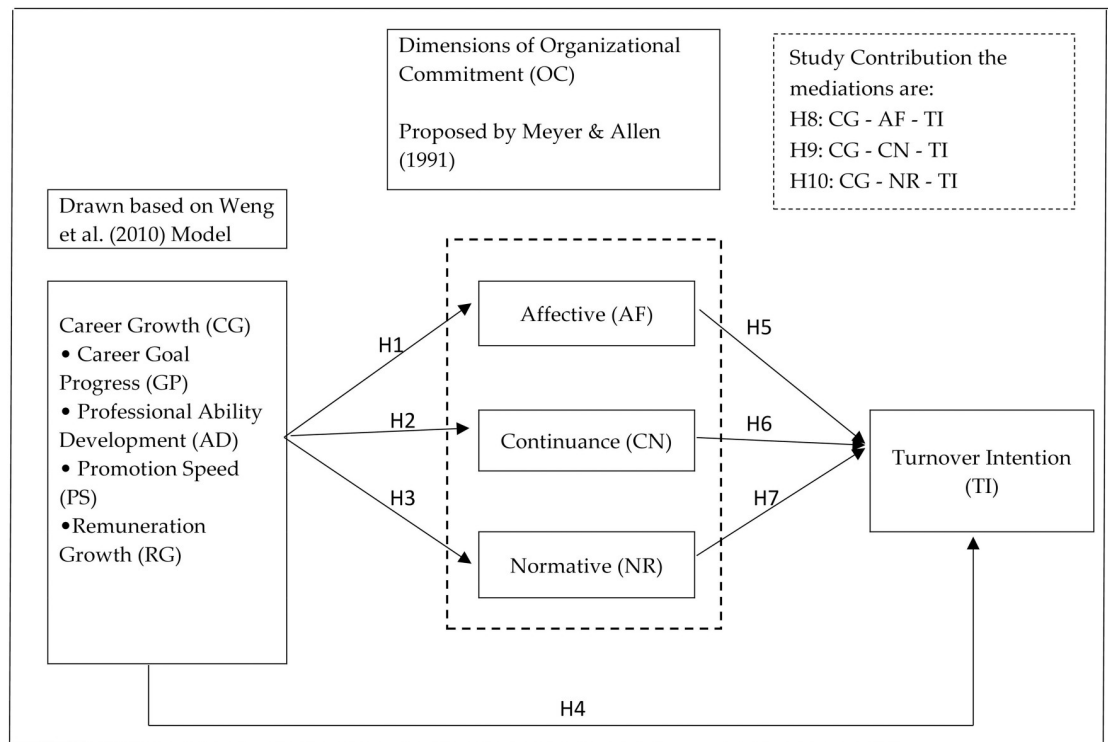 Dimensions of Organizational
Commitment (OC)
Proposed by Meyer & Allen
(1991)
Study Contribution the
mediations are:
H8: CG - AF - TI
H9: CG - CN - TI
H10: CG - NR - TI
Drawn based on Weng
et al. (2010) Model
Career Growth (CG)
• Career Goal
Progress (GP)
• Professional Ability
Development (AD)
• Promotion Speed
(PS)
•Remuneration
Growth (RG)
H1
H2
H3
Affective (AF)
Continuance (CN)
Normative (NR)
H5
H6
H7
Turnover Intention
(TI)
H4